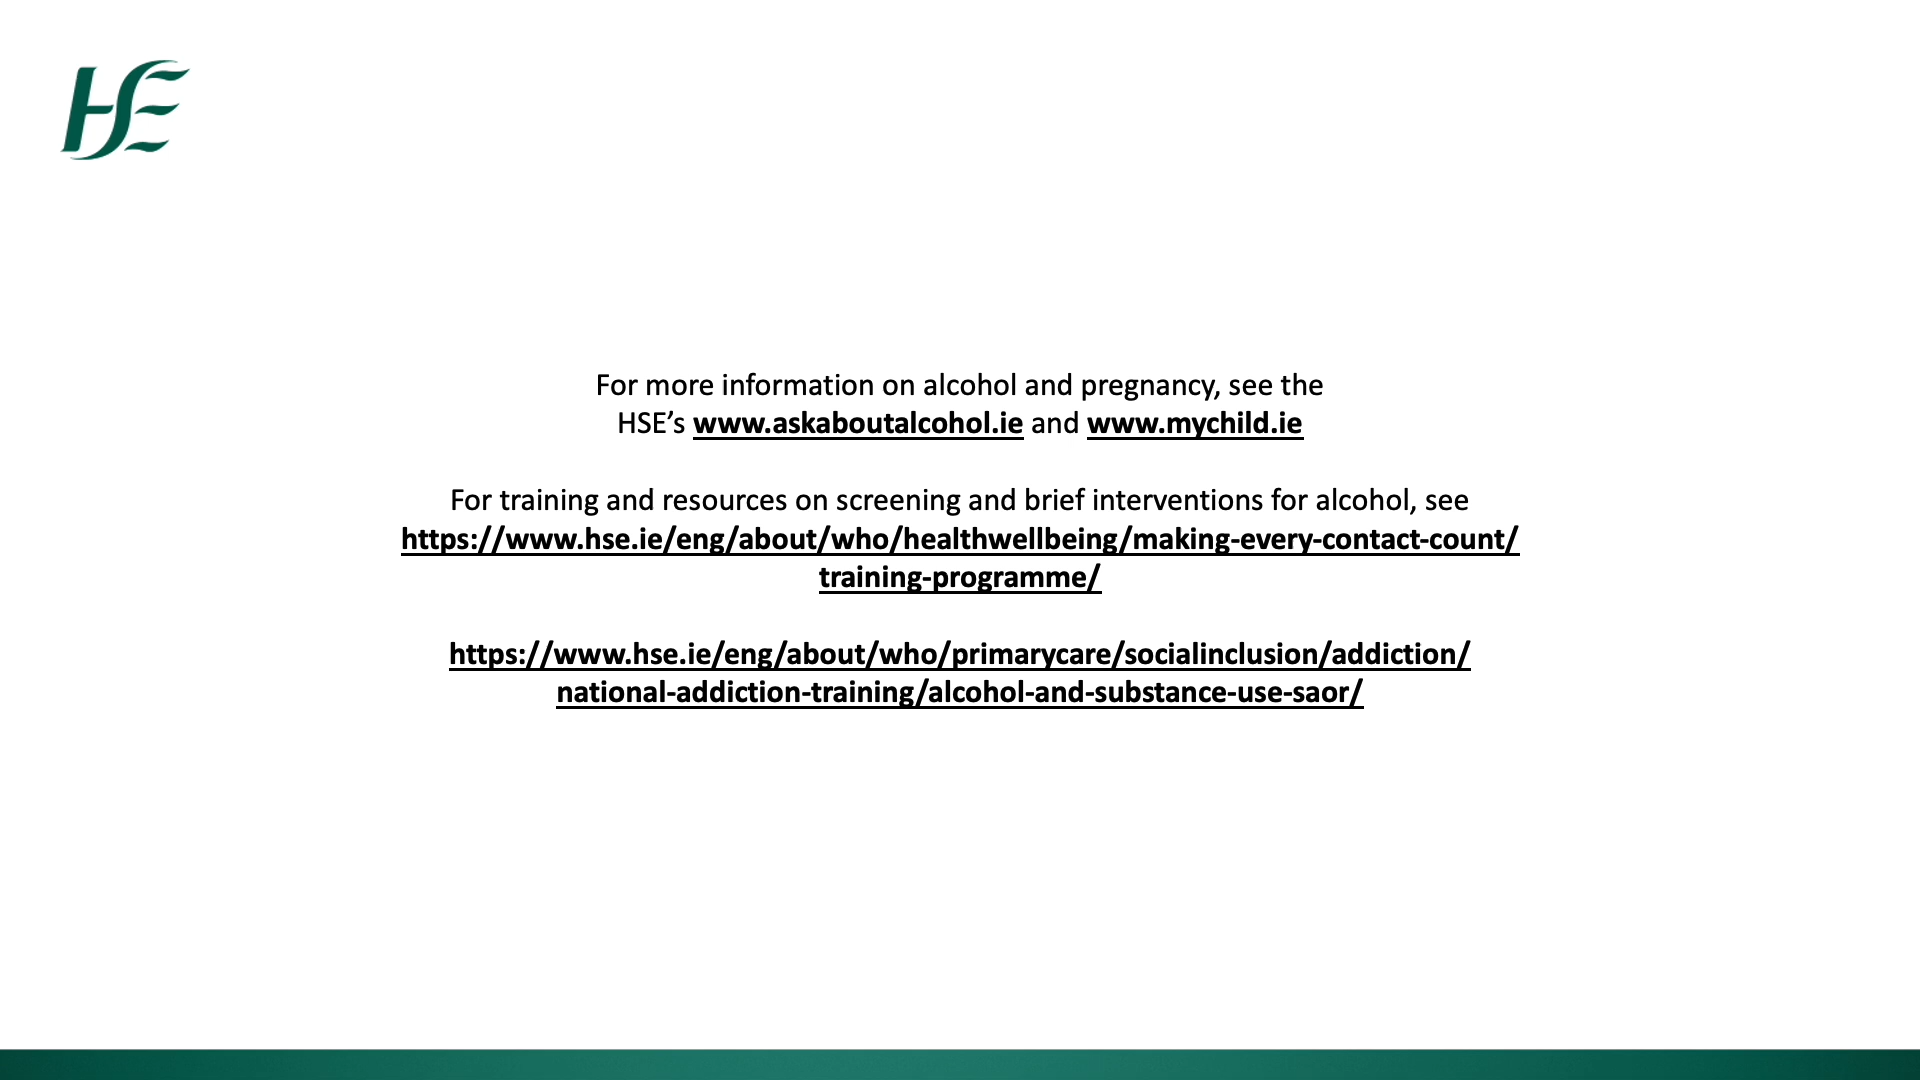 HSE
For more information on alcohol and pregnancy, see the
HSE’s www.askaboutalcohol.ie and www.mychild.ie
For training and resources on screening and brief interventions for alcohol, see
https://www.hse.ie/eng/about/who/healthwellbeing/making-every-contact-count/
training-programme/
https://www.hse.ie/eng/about/who/primarycare/socialinclusion/addiction/
national-addiction-training/alcohol-and-substance-use-saor/